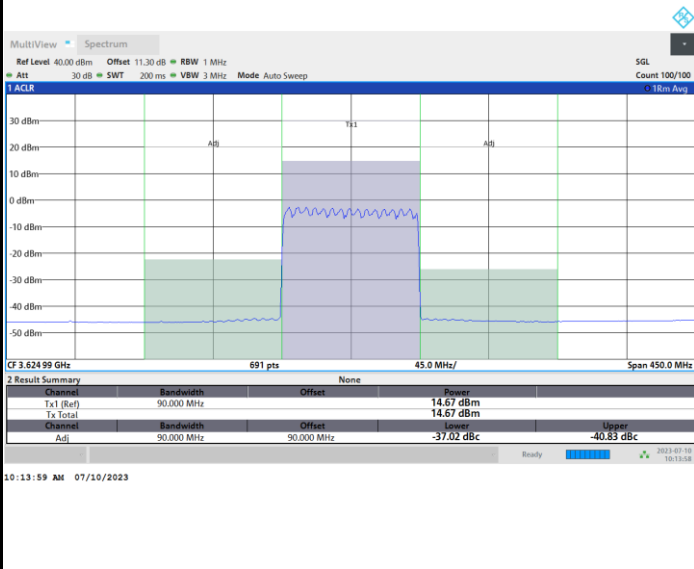 MultiView Spectrum
Ref Level 40.00 dBm Offset 11.30 dB RBW 1 MHz SGL
Att 30 dB SWT 200 ms VBW 3 MHz Mode Auto Sweep Count 100/100
1 ACLR 1Rm Avg
30 dBm
Tx1
20 dBm
Adj Adj
10 dBm
0 dBm
-10 dBm
-20 dBm
-30 dBm
-40 dBm
-50 dBm
CF 3.624 99 GHz 691 pts 45.0 MHz/ Span 450.0 MHz
2 Result Summary None
Channel Bandwidth Offset Power
Tx1 (Ref) 90.000 MHz 14.67 dBm
Tx Total 14.67 dBm
Channel Bandwidth Offset Lower Upper
Adj 90.000 MHz 90.000 MHz -37.02 dBc -40.83 dBc
Ready 2023-07-10
10:13:58
10:13:59 AM 07/10/2023